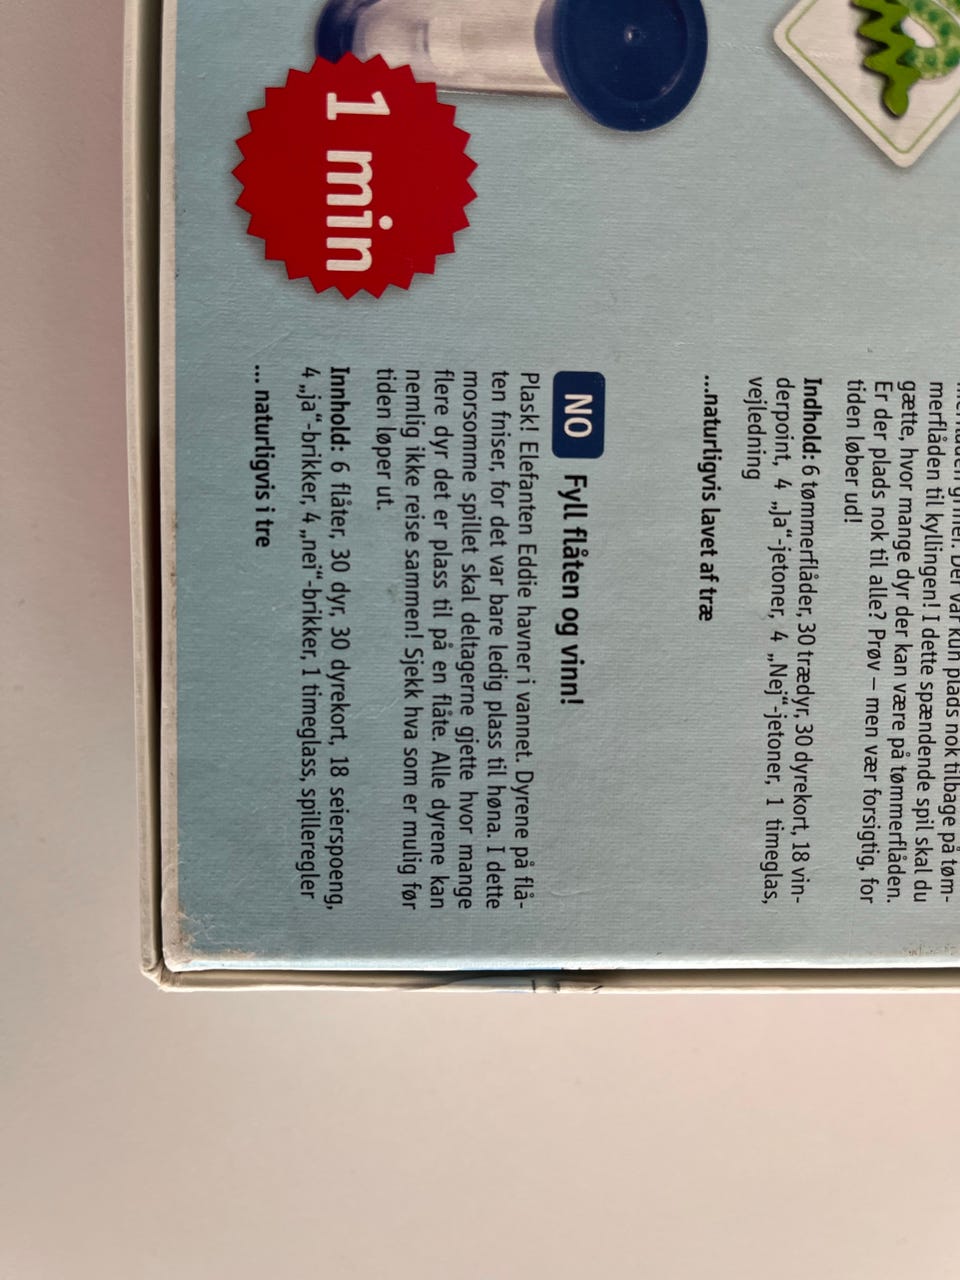 merflåden til kyllingen! I dette spændende spil skal du
gætte, hvor mange dyr der kan være på tømmerflåden.
Er der plads nok til alle? Prøv – men vær forsigtig, for
tiden løber ud!
Indhold: 6 tømmerflåder, 30 trædyr, 30 dyrekort, 18 vin-
derpoint, 4 „Ja“-jetoner, 4 „Nej“-jetoner, 1 timeglas,
vejledning
...naturligvis lavet af træ
NO Fyll flåten og vinn!
Plask! Elefanten Eddie havner i vannet. Dyrene på flå-
ten fniser, for det var bare ledig plass til høna. I dette
morsomme spillet skal deltagerne gjette hvor mange
flere dyr det er plass til på en flåte. Alle dyrene kan
nemlig ikke reise sammen! Sjekk hva som er mulig før
tiden løper ut.
Innhold: 6 flåter, 30 dyr, 30 dyrekort, 18 seierspoeng,
4 „ja“-brikker, 4 „nei“-brikker, 1 timeglass, spilleregler
... naturligvis i tre
1 min